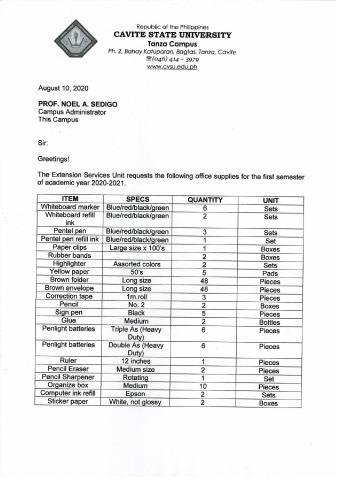 Republic of the Philippines
CAVITE STATE UNIVERSITY
Tanza Campus
Ph. 2, Bahay Katuparan, Bagtas, Tanza, Cavite
☎(046) 414 – 3979
www.cvsu.edu.ph
August 10, 2020
PROF. NOEL A. SEDIGO
Campus Administrator
This Campus
Sir:
Greetings!
The Extension Services Unit requests the following office supplies for the first semester
of academic year 2020-2021.
ITEM SPECS QUANTITY UNIT
Whiteboard marker Blue/red/black/green 6 Sets
Whiteboard refill ink Blue/red/black/green 2 Sets
Pentel pen Blue/red/black/green 3 Sets
Pentel pen refill ink Blue/red/black/green 1 Set
Paper clips Large size x 100's 1 Boxes
Rubber bands 2 Boxes
Highlighter Assorted colors 2 Sets
Yellow paper 50's 5 Pads
Brown folder Long size 48 Pieces
Brown envelope Long size 48 Pieces
Correction tape 1m.roll 3 Pieces
Pencil No. 2 2 Boxes
Sign pen Black 5 Pieces
Glue Medium 2 Bottles
Penlight batteries Triple As (Heavy Duty) 6 Pieces
Penlight batteries Double As (Heavy Duty) 6 Pieces
Ruler 12 inches 1 Pieces
Pencil Eraser Medium size 2 Pieces
Pencil Sharpener Rotating 1 Set
Organize box Medium 10 Pieces
Computer ink refill Epson 2 Sets
Sticker paper White, not glossy 2 Boxes